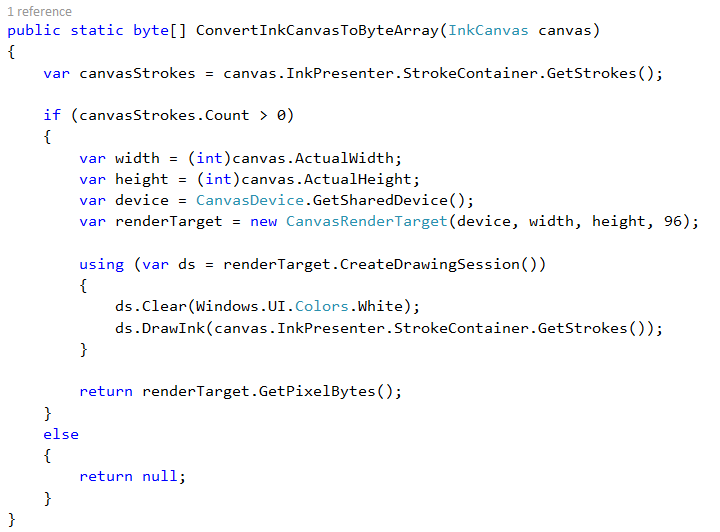 1 reference
public static byte[] ConvertInkCanvasToByteArray(InkCanvas canvas)
{
    var canvasStrokes = canvas.InkPresenter.StrokeContainer.GetStrokes();

    if (canvasStrokes.Count > 0)
    {
        var width = (int)canvas.ActualWidth;
        var height = (int)canvas.ActualHeight;
        var device = CanvasDevice.GetSharedDevice();
        var renderTarget = new CanvasRenderTarget(device, width, height, 96);

        using (var ds = renderTarget.CreateDrawingSession())
        {
            ds.Clear(Windows.UI.Colors.White);
            ds.DrawInk(canvas.InkPresenter.StrokeContainer.GetStrokes());
        }

        return renderTarget.GetPixelBytes();
    }
    else
    {
        return null;
    }
}